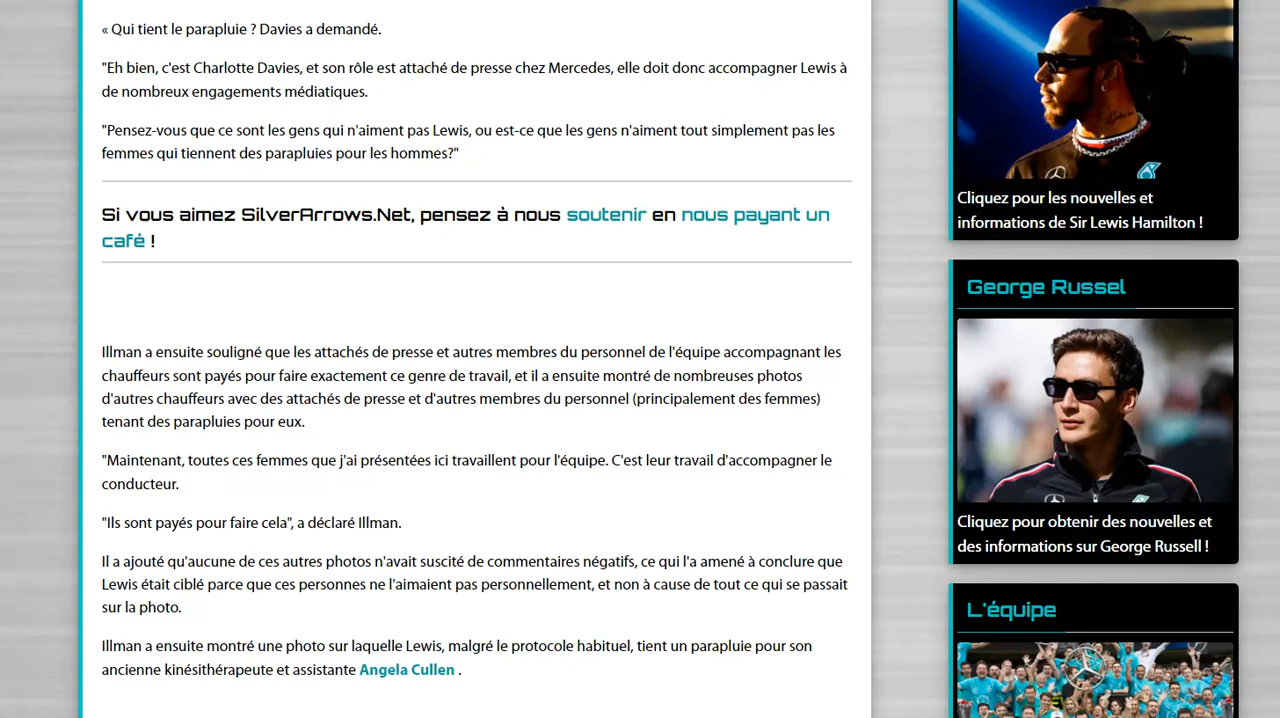 « Qui tient le parapluie ? Davies a demandé.
"Eh bien, c'est Charlotte Davies, et son rôle est attaché de presse chez Mercedes, elle doit donc accompagner Lewis à
de nombreux engagements médiatiques.
"Pensez-vous que ce sont les gens qui n'aiment pas Lewis, ou est-ce que les gens n'aiment tout simplement pas les
femmes qui tiennent des parapluies pour les hommes?"
Si vous aimez SilverArrows.Net, pensez à nous soutenir en nous payant un
café !
Illman a ensuite souligné que les attachés de presse et autres membres du personnel de l'équipe accompagnant les
chauffeurs sont payés pour faire exactement ce genre de travail, et il a ensuite montré de nombreuses photos
d'autres chauffeurs avec des attachés de presse et d'autres membres du personnel (principalement des femmes)
tenant des parapluies pour eux.
"Maintenant, toutes ces femmes que j'ai présentées ici travaillent pour l'équipe. C'est leur travail d'accompagner le
conducteur.
"Ils sont payés pour faire cela", a déclaré Illman.
Il a ajouté qu'aucune de ces autres photos n'avait suscité de commentaires négatifs, ce qui l'a amené à conclure que
Lewis était ciblé parce que ces personnes ne l'aimaient pas personnellement, et non à cause de tout ce qui se passait
sur la photo.
Illman a ensuite montré une photo sur laquelle Lewis, malgré le protocole habituel, tient un parapluie pour son
ancienne kinésithérapeute et assistante Angela Cullen .
Cliquez pour les nouvelles et
informations de Sir Lewis Hamilton !
George Russel
Cliquez pour obtenir des nouvelles et
des informations sur George Russell !
L'équipe